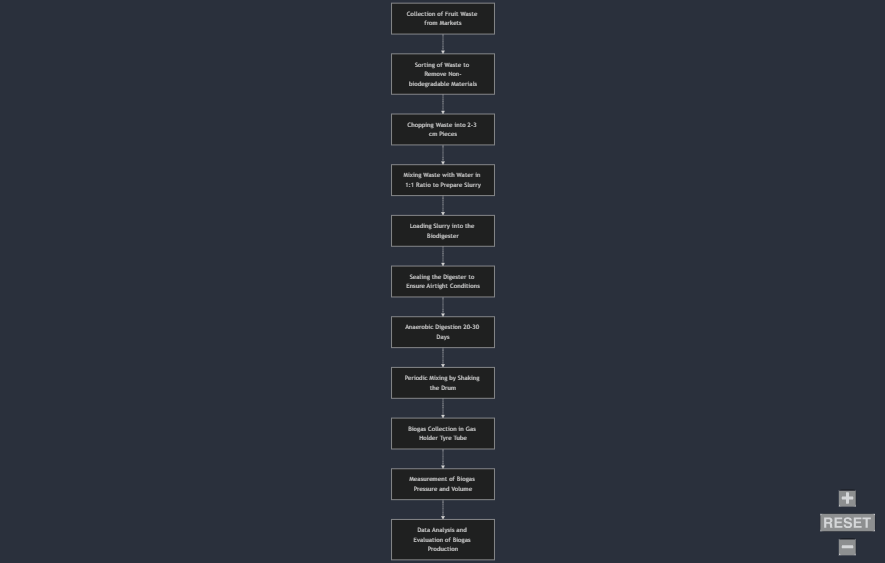 Collection of Fruit Waste
from Markets
Sorting of Waste to
Remove Non-
biodegradable Materials
Chopping Waste into 2-3
cm Pieces
Mixing Waste with Water in
1:1 Ratio to Prepare Slurry
Loading Slurry into the
Biodigester
Sealing the Digester to
Ensure Airtight Conditions
Anaerobic Digestion 20-30
Days
Periodic Mixing by Shaking
the Drum
Biogas Collection in Gas
Holder Tyre Tube
Measurement of Biogas
Pressure and Volume
Data Analysis and
Evaluation of Biogas
Production
+
RESET
−